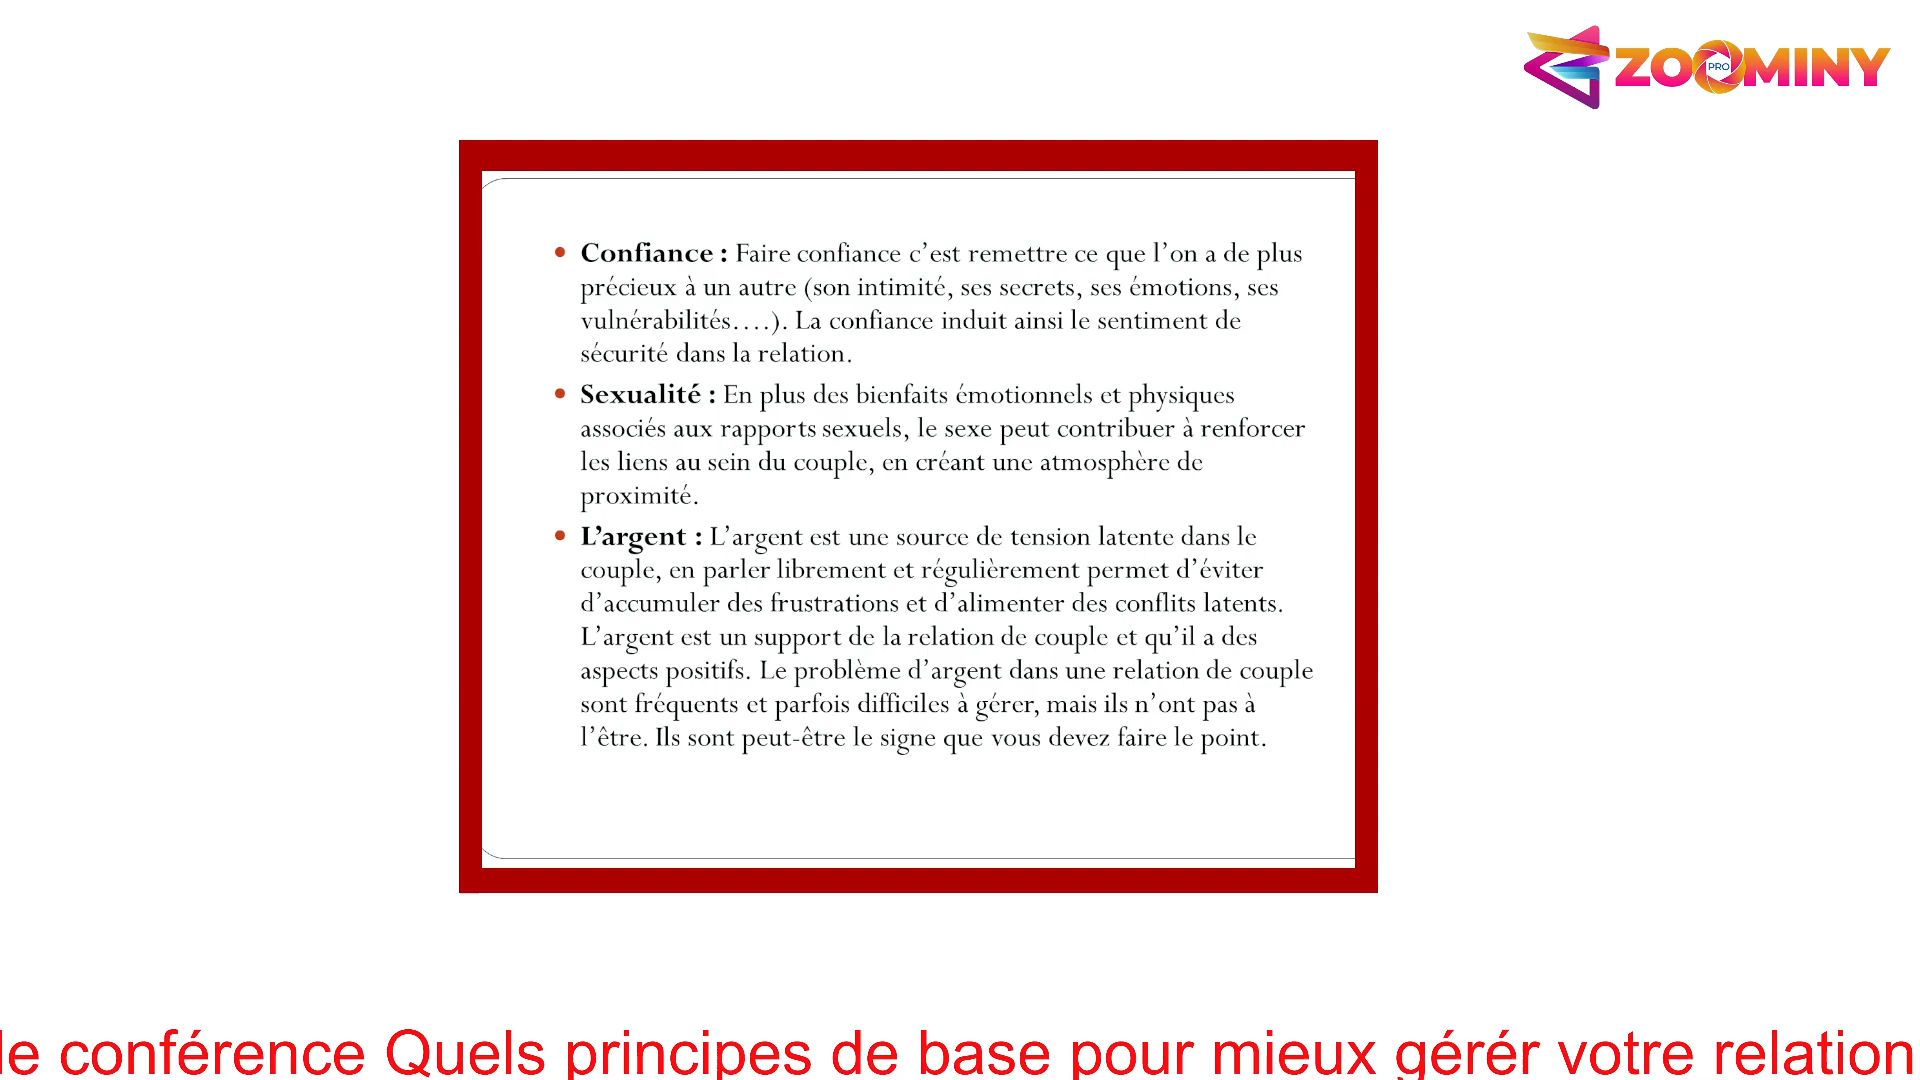 ZOOMINY
PRO
• Confiance : Faire confiance c’est remettre ce que l’on a de plus
précieux à un autre (son intimité, ses secrets, ses émotions, ses
vulnérabilités….). La confiance induit ainsi le sentiment de
sécurité dans la relation.
• Sexualité : En plus des bienfaits émotionnels et physiques
associés aux rapports sexuels, le sexe peut contribuer à renforcer
les liens au sein du couple, en créant une atmosphère de
proximité.
• L’argent : L’argent est une source de tension latente dans le
couple, en parler librement et régulièrement permet d’éviter
d’accumuler des frustrations et d’alimenter des conflits latents.
L’argent est un support de la relation de couple et qu’il a des
aspects positifs. Le problème d’argent dans une relation de couple
sont fréquents et parfois difficiles à gérer, mais ils n’ont pas à
l’être. Ils sont peut-être le signe que vous devez faire le point.
le conférence Quels principes de base pour mieux gérér votre relation